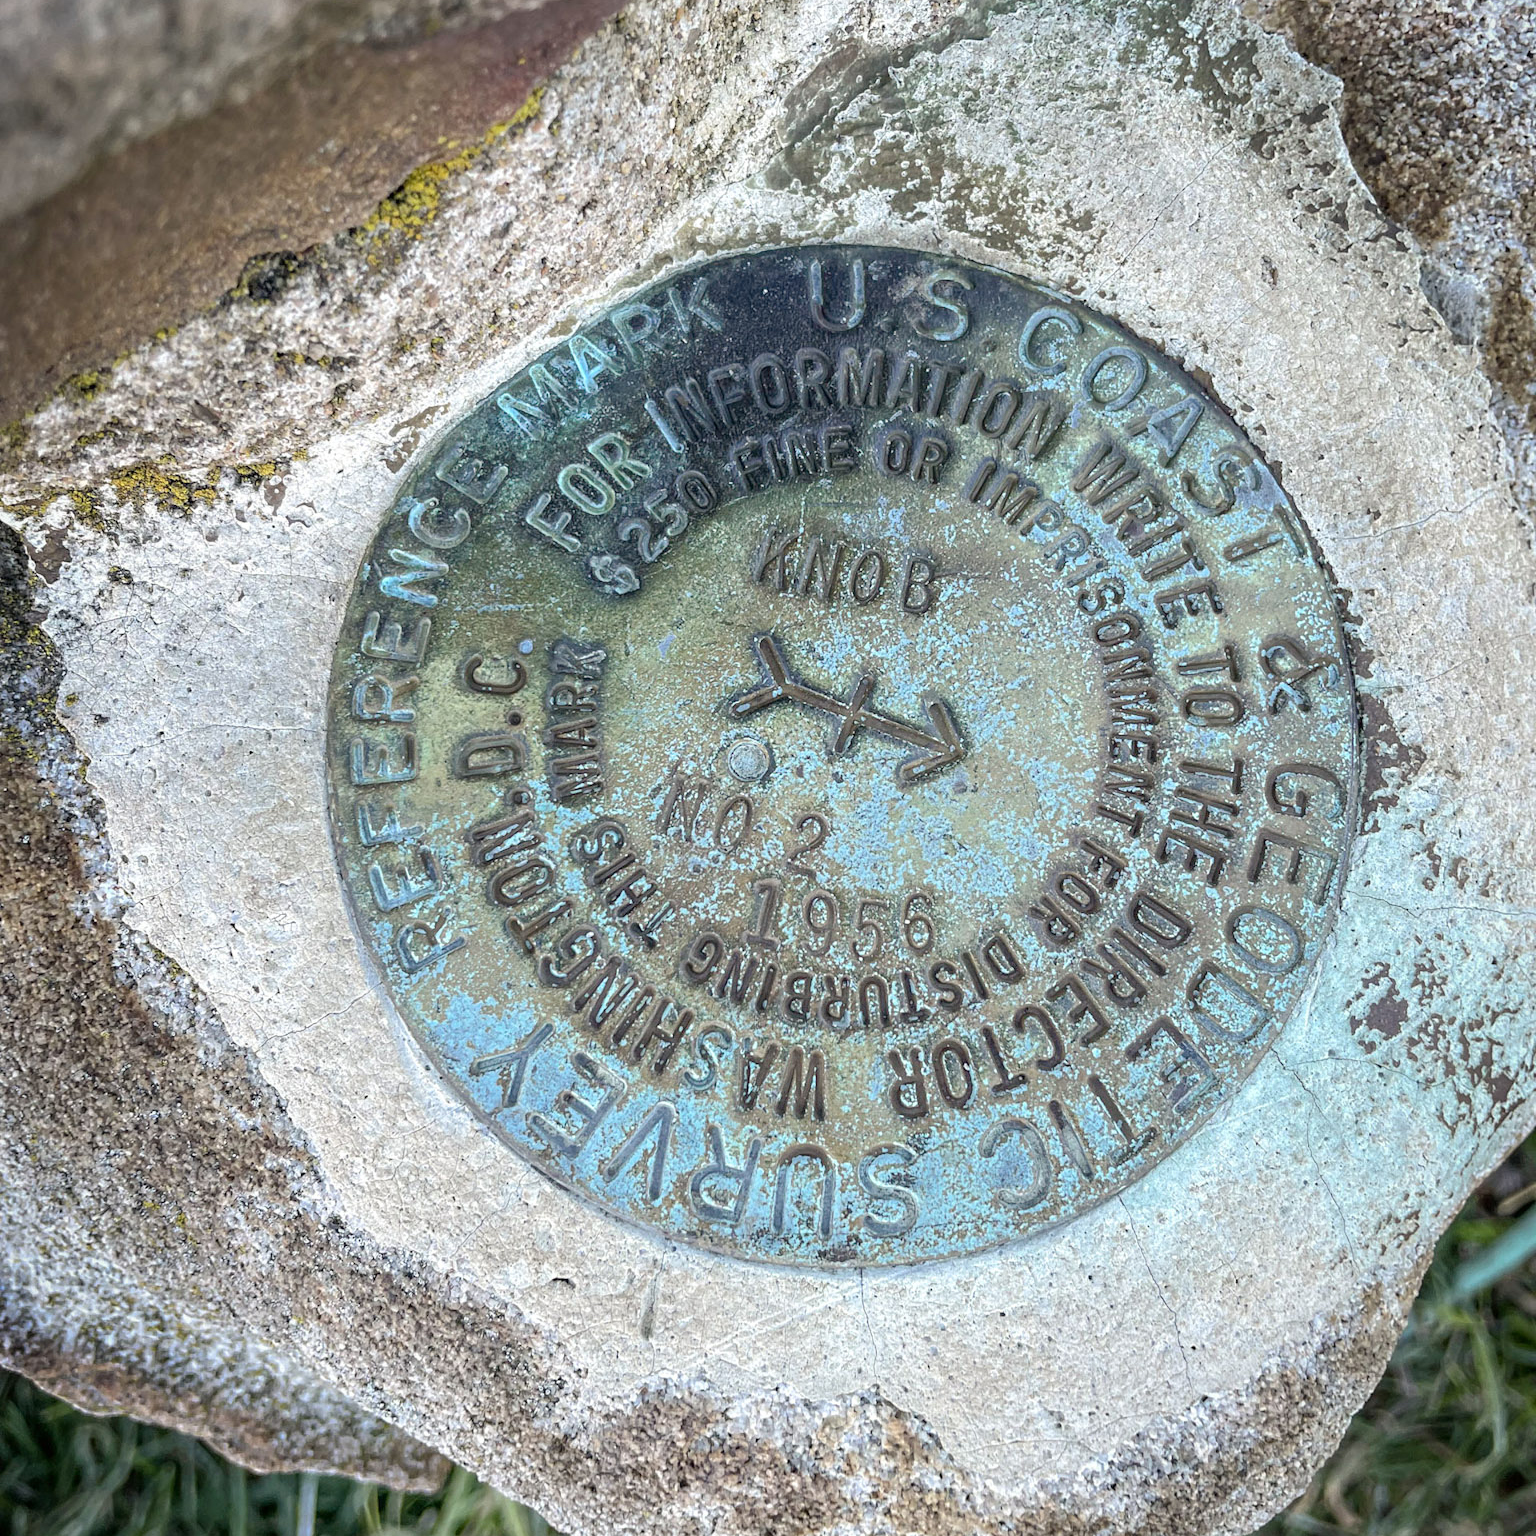 U.S. COAST & GEODETIC SURVEY REFERENCE MARK
FOR INFORMATION WRITE TO THE DIRECTOR WASHINGTON. D.C.
$250 FINE OR IMPRISONMENT FOR DISTURBING THIS MARK
KNOB
NO 2
1956